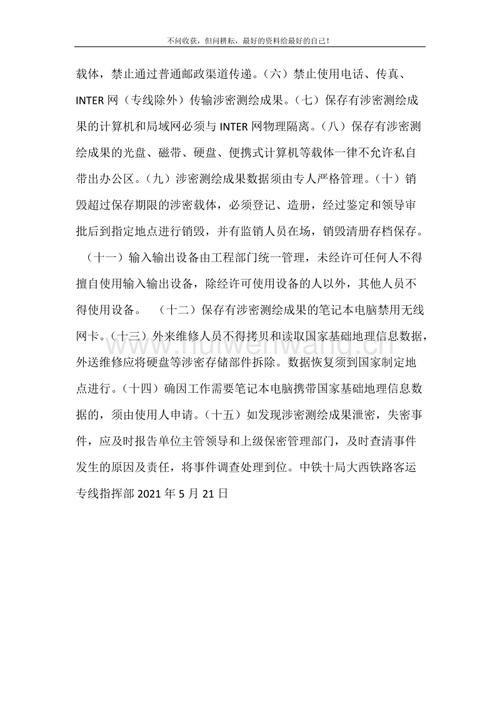 不问收获，但问耕耘，最好的资料给最好的自己！
载体，禁止通过普通邮政渠道传递。（六）禁止使用电话、传真、
INTER 网（专线除外）传输涉密测绘成果。（七）保存有涉密测绘成
果的计算机和局域网必须与 INTER 网物理隔离。（八）保存有涉密测
绘成果的光盘、磁带、硬盘、便携式计算机等载体一律不允许私自
带出办公区。（九）涉密测绘成果数据须由专人严格管理。（十）销
毁超过保存期限的涉密载体，必须登记、造册，经过鉴定和领导审
批后到指定地点进行销毁，并有监销人员在场，销毁清册存档保存。
（十一）输入输出设备由工程部门统一管理，未经许可任何人不得
擅自使用输入输出设备，除经许可使用设备的人以外，其他人员不
得使用设备。 （十二）保存有涉密测绘成果的笔记本电脑禁用无线
网卡。（十三）外来维修人员不得拷贝和读取国家基础地理信息数据，
外送维修应将硬盘等涉密存储部件拆除。数据恢复须到国家制定地
点进行。（十四）确因工作需要笔记本电脑携带国家基础地理信息数
据的，须由使用人申请。（十五）如发现涉密测绘成果泄密，失密事
件，应及时报告单位主管领导和上级保密管理部门，及时查清事件
发生的原因及责任，将事件调查处理到位。中铁十局大西铁路客运
专线指挥部 2021 年 5 月 21 日